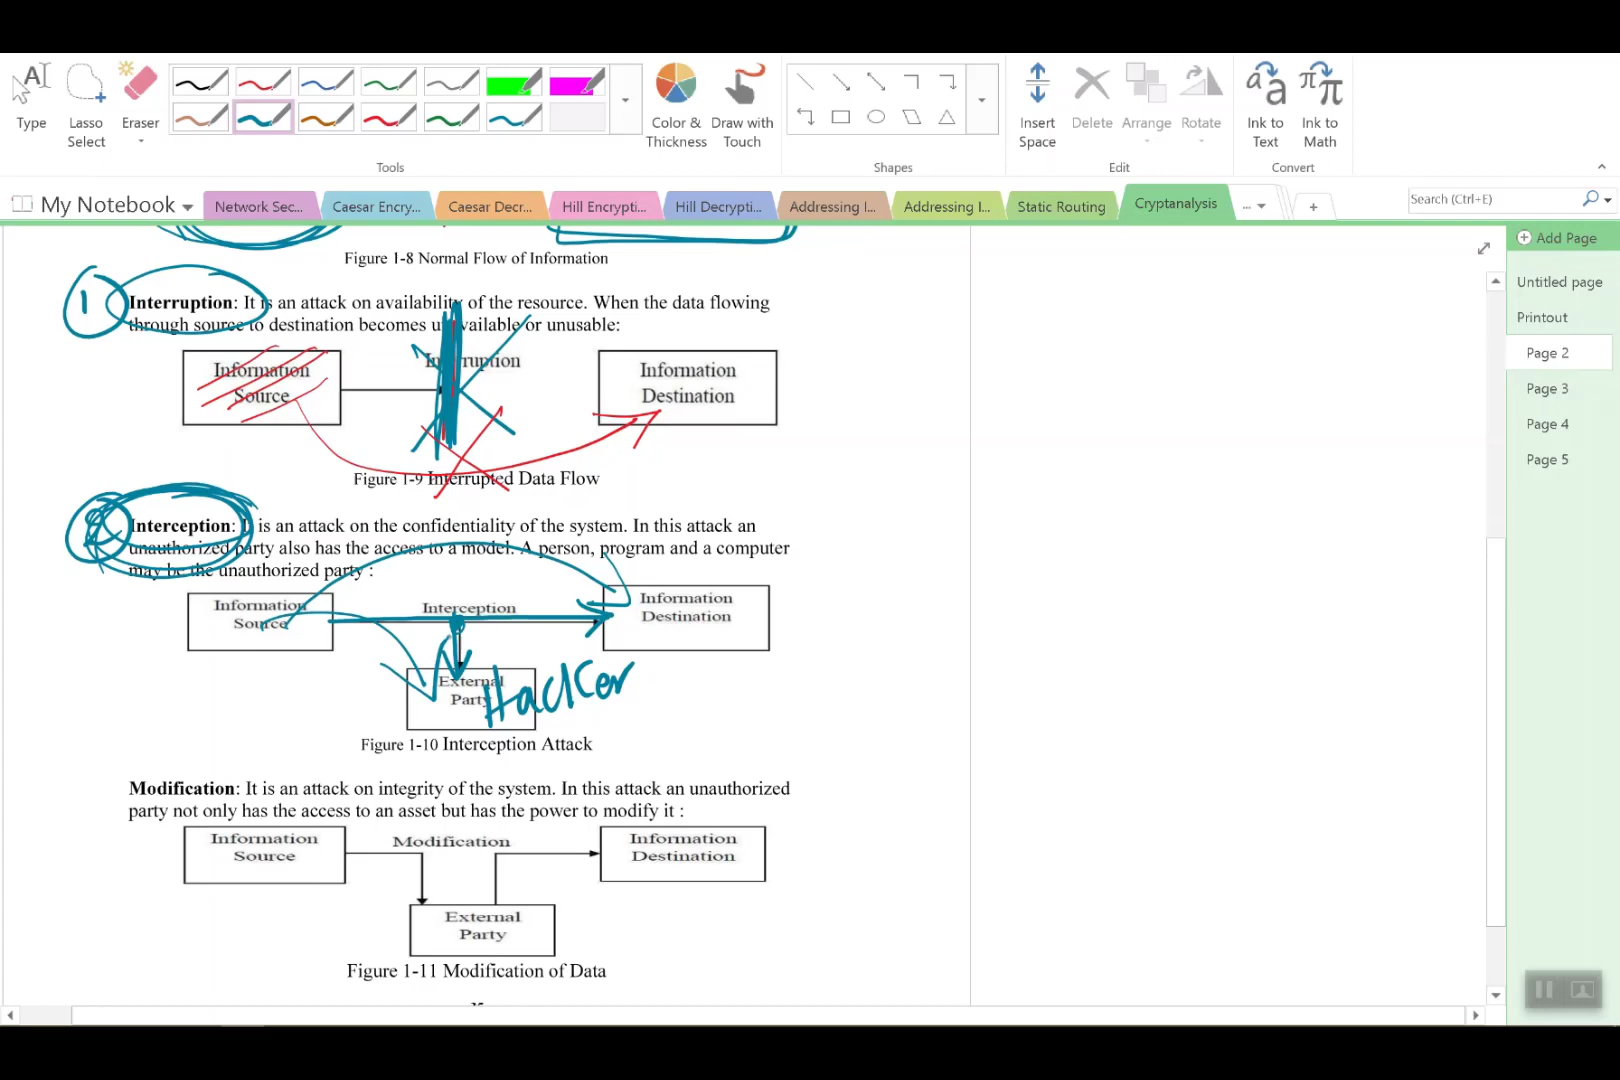 Type
Lasso Select
Eraser
Color & Thickness
Draw with Touch
Insert Space
Delete
Arrange
Rotate
Ink to Text
Ink to Math
Tools
Shapes
Edit
Convert
My Notebook
Network Sec...
Caesar Encry...
Caesar Decr...
Hill Encrypti...
Hill Decrypti...
Addressing I...
Addressing I...
Static Routing
Cryptanalysis
...
Search (Ctrl+E)
Add Page
Untitled page
Printout
Page 2
Page 3
Page 4
Page 5
Figure 1-8 Normal Flow of Information
1
Interruption: It is an attack on availability of the resource. When the data flowing
through source to destination becomes unavailable or unusable:
Information
Source
Interruption
Information
Destination
Figure 1-9 Interrupted Data Flow
2
Interception: It is an attack on the confidentiality of the system. In this attack an
unauthorized party also has the access to a model. A person, program and a computer
may be the unauthorized party :
Information
Source
Interception
Information
Destination
External
Party
Hacker
Figure 1-10 Interception Attack
Modification: It is an attack on integrity of the system. In this attack an unauthorized
party not only has the access to an asset but has the power to modify it :
Information
Source
Modification
Information
Destination
External
Party
Figure 1-11 Modification of Data